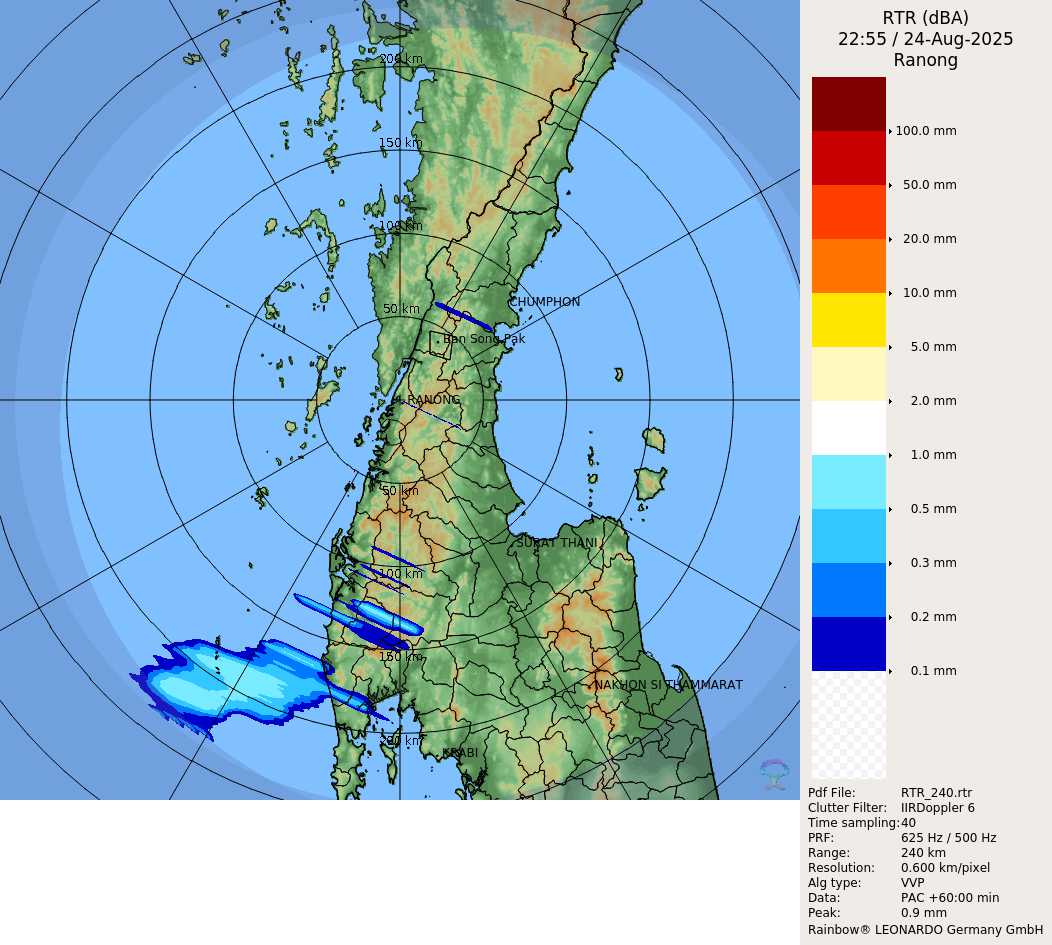 RTR (dBA)
22:55 / 24-Aug-2025
Ranong
200 km
150 km
100 km
50 km
CHUMPHON
Ban Song Pak
RANONG
50 km
SURAT THANI
100 km
150 km
NAKHON SI THAMMARAT
200 km
KRABI
100.0 mm
50.0 mm
20.0 mm
10.0 mm
5.0 mm
2.0 mm
1.0 mm
0.5 mm
0.3 mm
0.2 mm
0.1 mm
Pdf File: RTR_240.rtr
Clutter Filter: IIRDoppler 6
Time sampling: 40
PRF: 625 Hz / 500 Hz
Range: 240 km
Resolution: 0.600 km/pixel
Alg type: VVP
Data: PAC +60:00 min
Peak: 0.9 mm
Rainbow® LEONARDO Germany GmbH